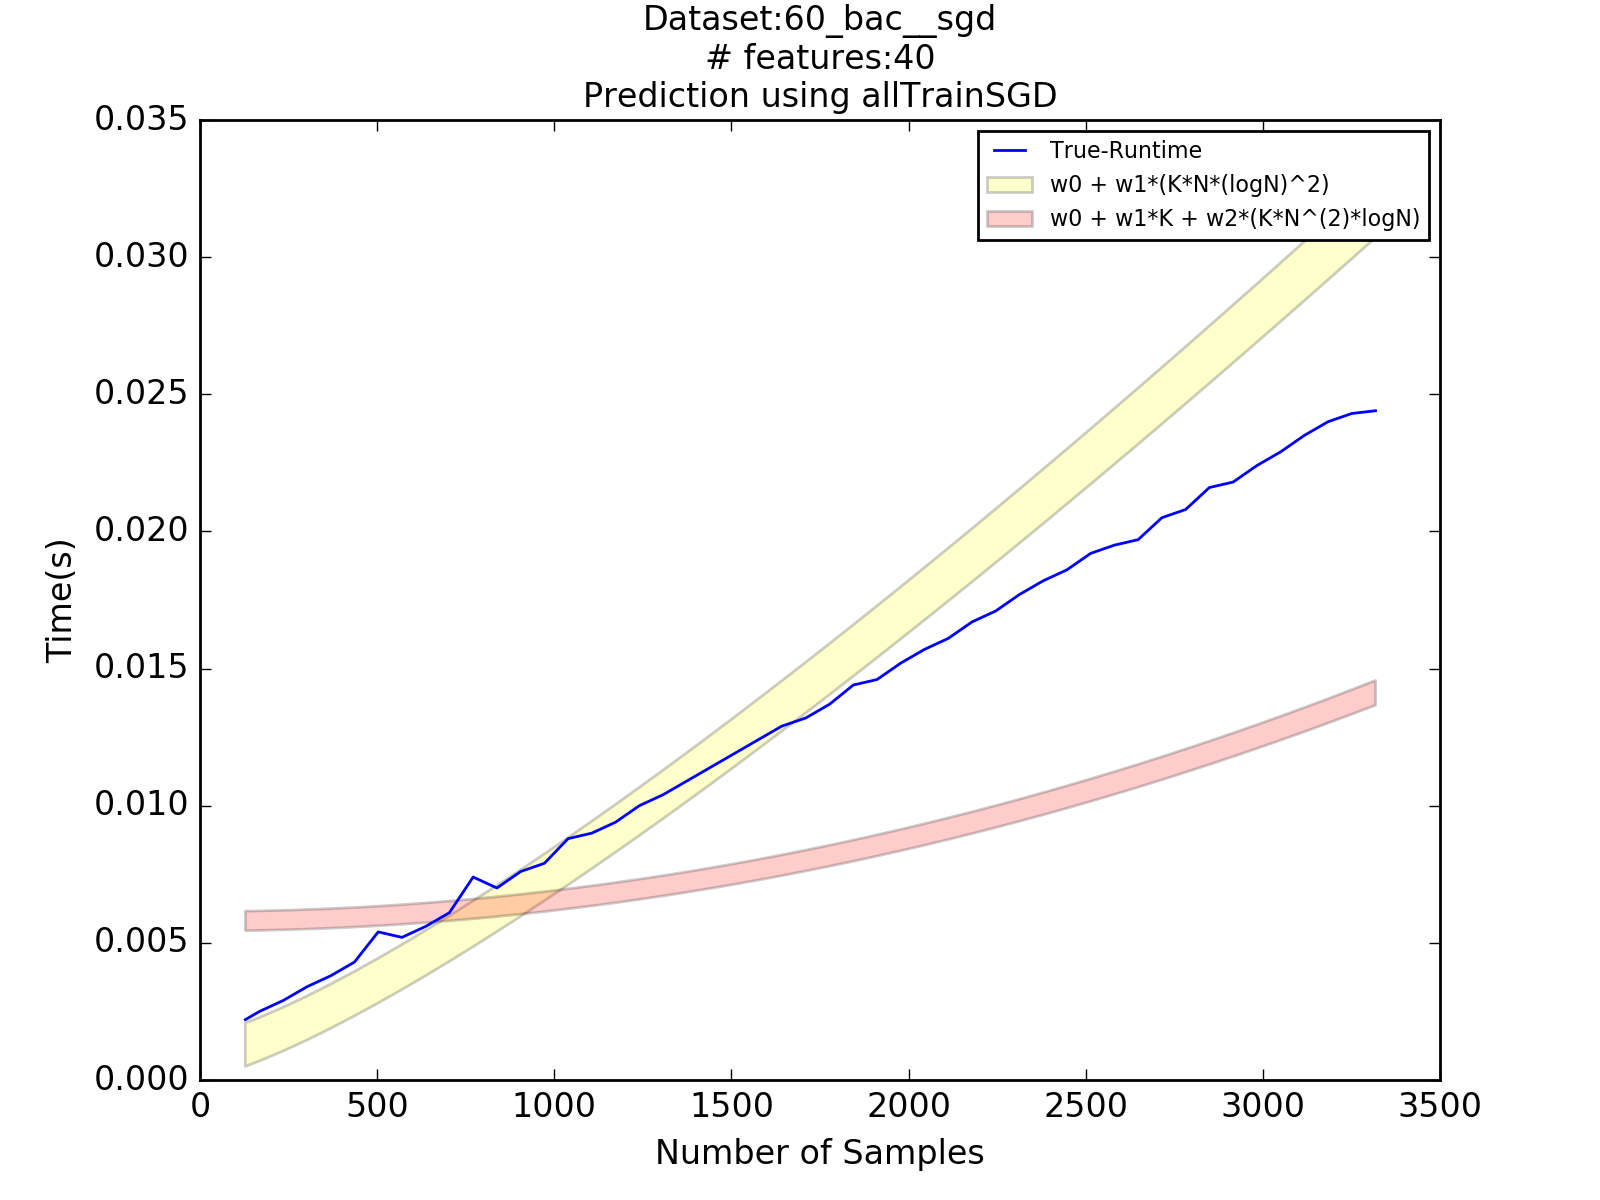 Dataset:60_bac__sgd
# features:40
Prediction using allTrainSGD
0.035
0.030
0.025
0.020
0.015
0.010
0.005
0.000
Time(s)
True-Runtime
w0 + w1*(K*N*(logN)^2)
w0 + w1*K + w2*(K*N^(2)*logN)
0 500 1000 1500 2000 2500 3000 3500
Number of Samples